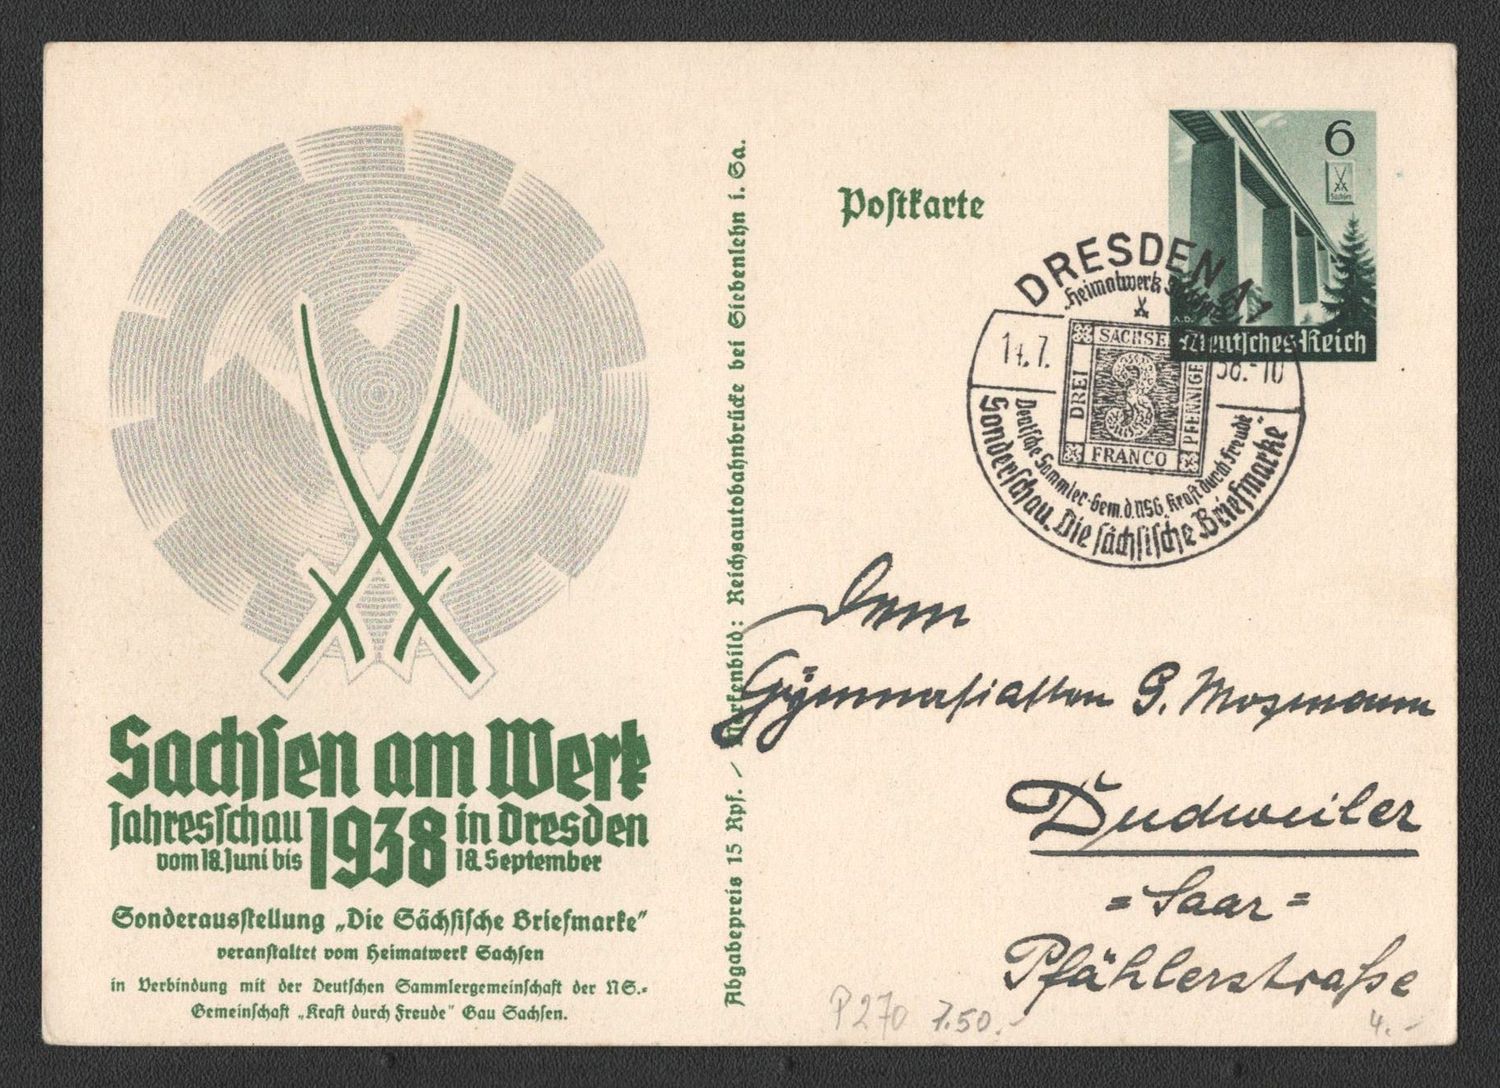 Sachsen am Werk
Jahresschau 1938 in Dresden
vom 18. Juni bis 18. September
Sonderausstellung „Die Sächsische Briefmarke"
veranstaltet vom Heimatwerk Sachsen
in Verbindung mit der Deutschen Sammlergemeinschaft der NS.-
Gemeinschaft „Kraft durch Freude" Gau Sachsen.
Abgabepreis 15 Rpf. / Markenbild: Reichsautobahnbrücke bei Siebenlehn i. Sa.
Postkarte
6
Sachsen
Deutsches Reich
DRESDEN A1
Heimatwerk
14.7. 38.-10
SACHSEN
DREI
3
PFENNIGE
FRANCO
Deutsche Sammler-Gem. d. NSG. Kraft durch Freude
Sonderschau. Die sächsische Briefmarke"
Dem
Gymnasiasten G.
Dudweiler
=Saar=
Pfählerstraße
P270 7.50.-
4.-